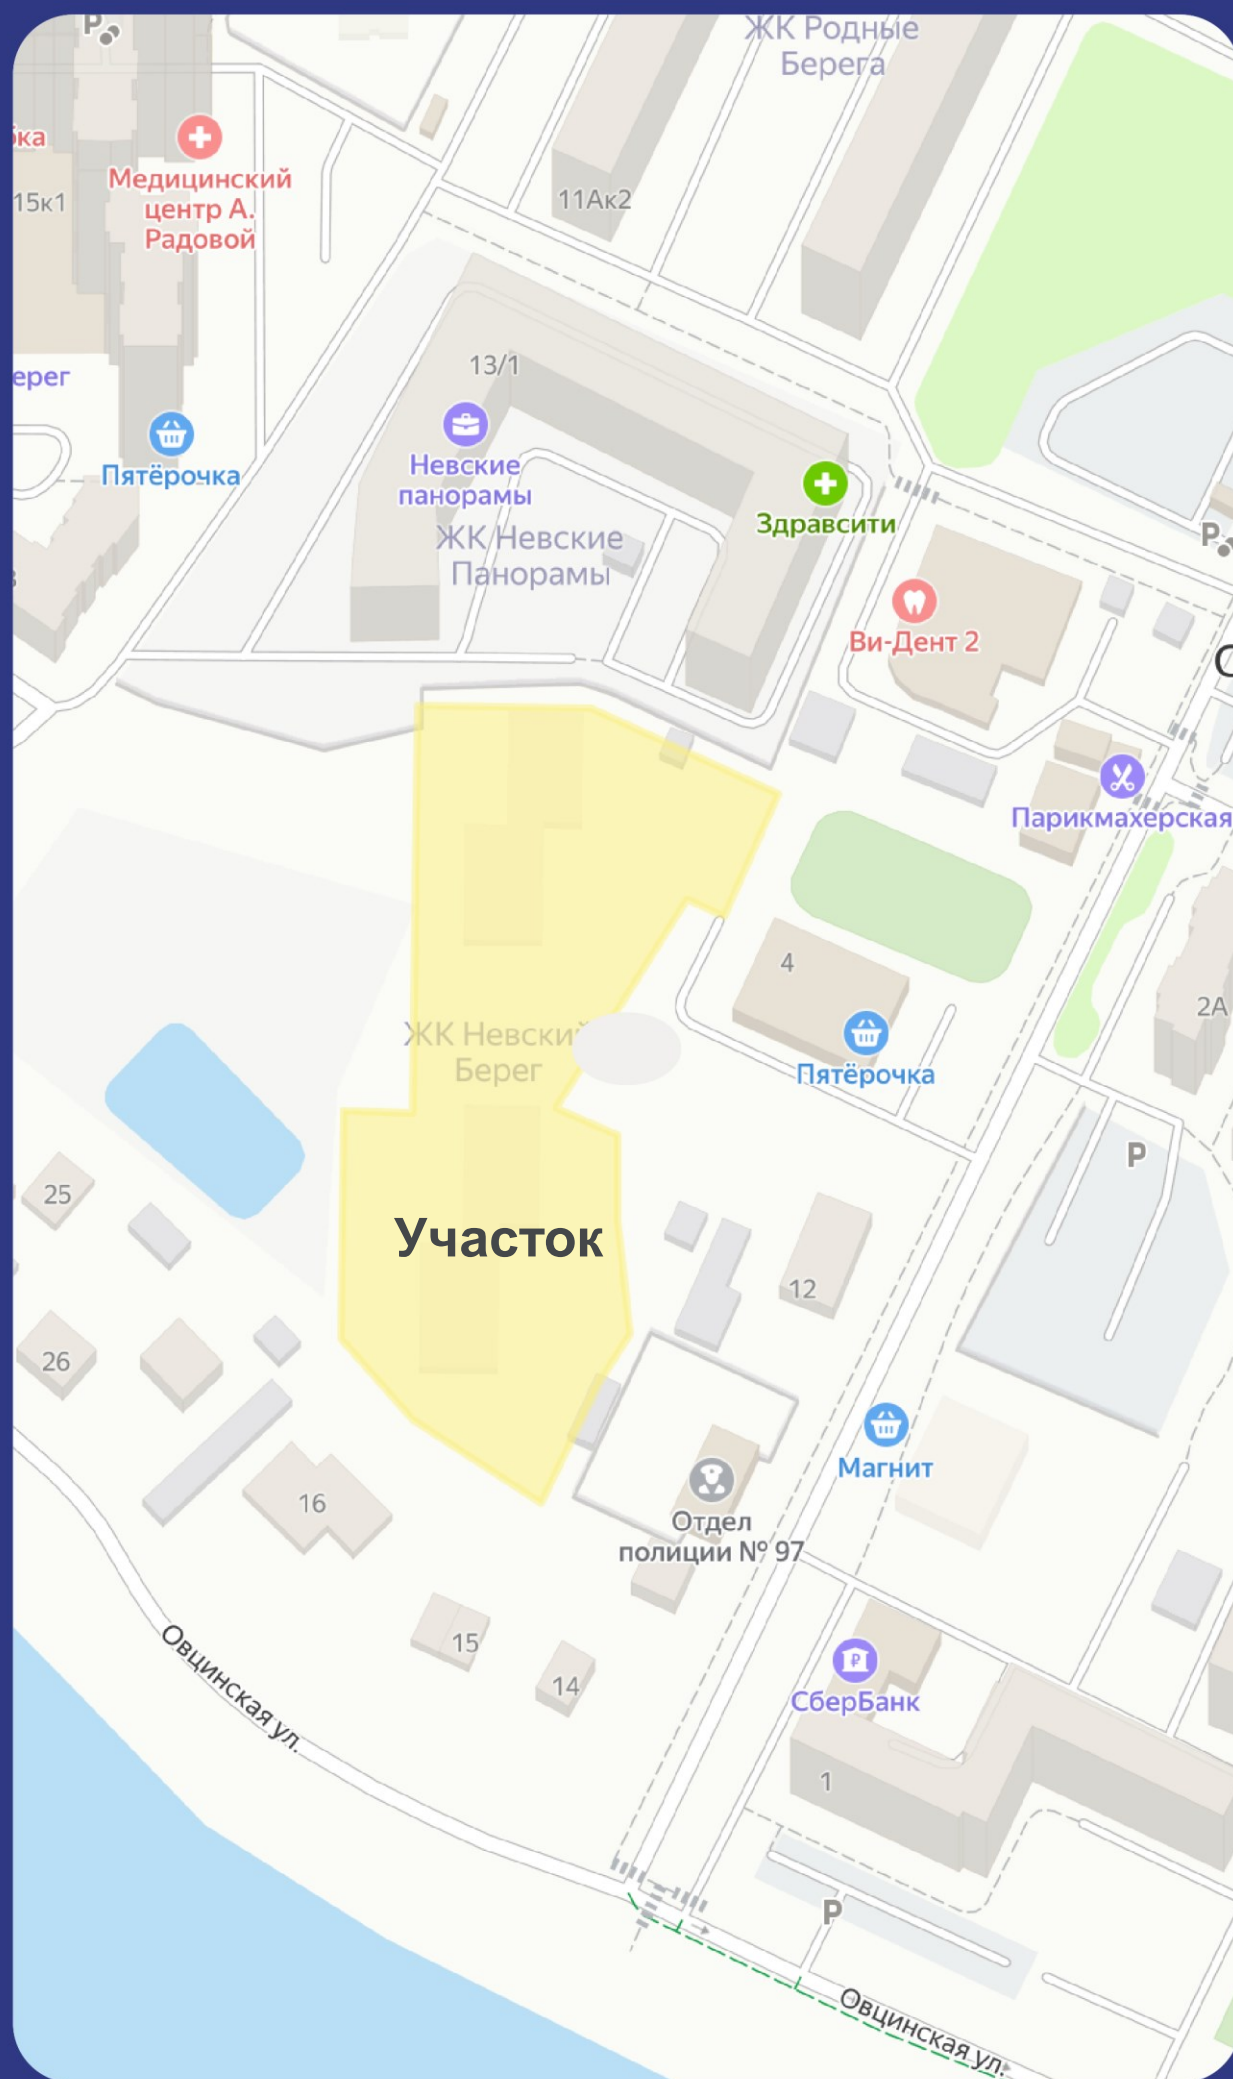 P
ЖК Родные
Берега
Медицинский
центр А.
Радовой
15к1
11Ак2
13/1
Пятёрочка
Невские
панорамы
ЖК Невские
Панорамы
Здравсити
P
Ви-Дент 2
Парикмахерская
4
Пятёрочка
2А
ЖК Невский
Берег
P
25
Участок
12
26
Магнит
16
Отдел
полиции № 97
15
14
СберБанк
1
Овцинская ул.
P
Овцинская ул.